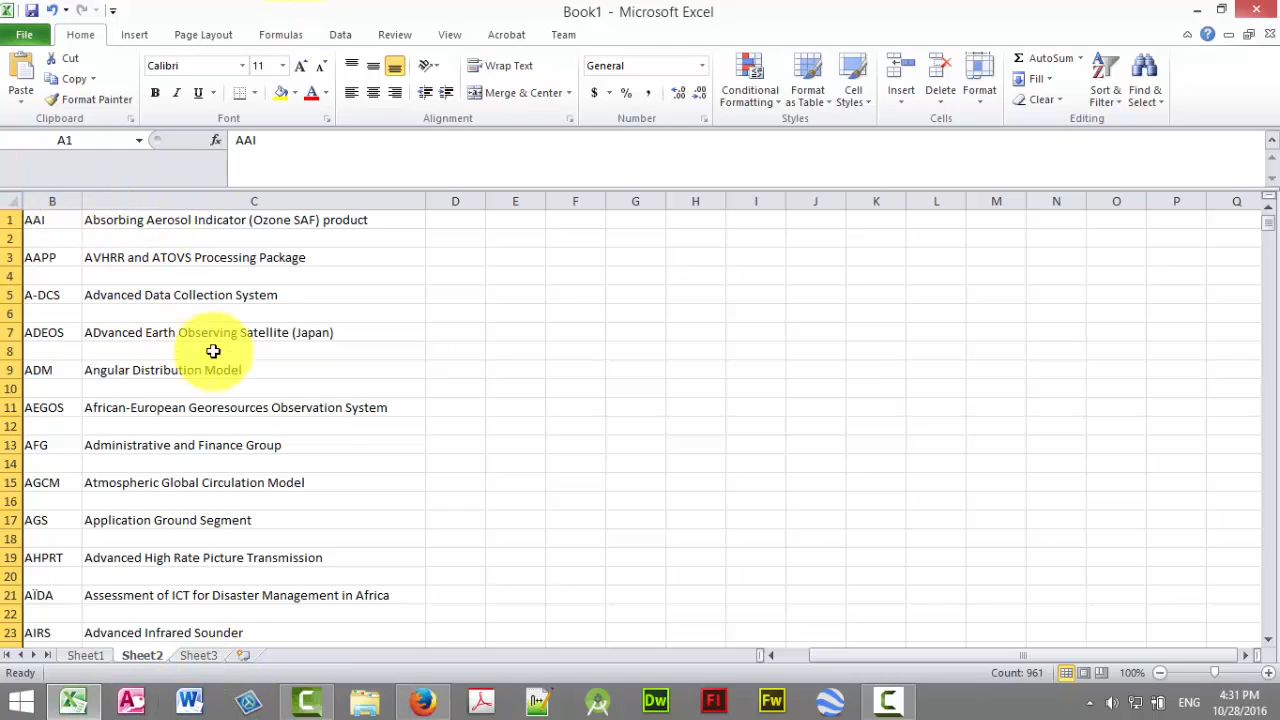 Book1 - Microsoft Excel
File Home Insert Page Layout Formulas Data Review View Acrobat Team
Paste
Cut
Copy
Format Painter
Clipboard
Calibri 11
B I U
Font
Wrap Text
Merge & Center
Alignment
General
$ % ,
Number
Conditional Formatting
Format as Table
Cell Styles
Styles
Insert
Delete
Format
Cells
Σ AutoSum
Fill
Clear
Sort & Filter
Find & Select
Editing
A1 fx AAI
B C D E F G H I J K L M N O P Q
1 AAI Absorbing Aerosol Indicator (Ozone SAF) product
2
3 AAPP AVHRR and ATOVS Processing Package
4
5 A-DCS Advanced Data Collection System
6
7 ADEOS ADvanced Earth Observing Satellite (Japan)
8
9 ADM Angular Distribution Model
10
11 AEGOS African-European Georesources Observation System
12
13 AFG Administrative and Finance Group
14
15 AGCM Atmospheric Global Circulation Model
16
17 AGS Application Ground Segment
18
19 AHPRT Advanced High Rate Picture Transmission
20
21 AÏDA Assessment of ICT for Disaster Management in Africa
22
23 AIRS Advanced Infrared Sounder
Sheet1 Sheet2 Sheet3
Ready Count: 961 100%
Dw Fl Fw
ENG
4:31 PM
10/28/2016